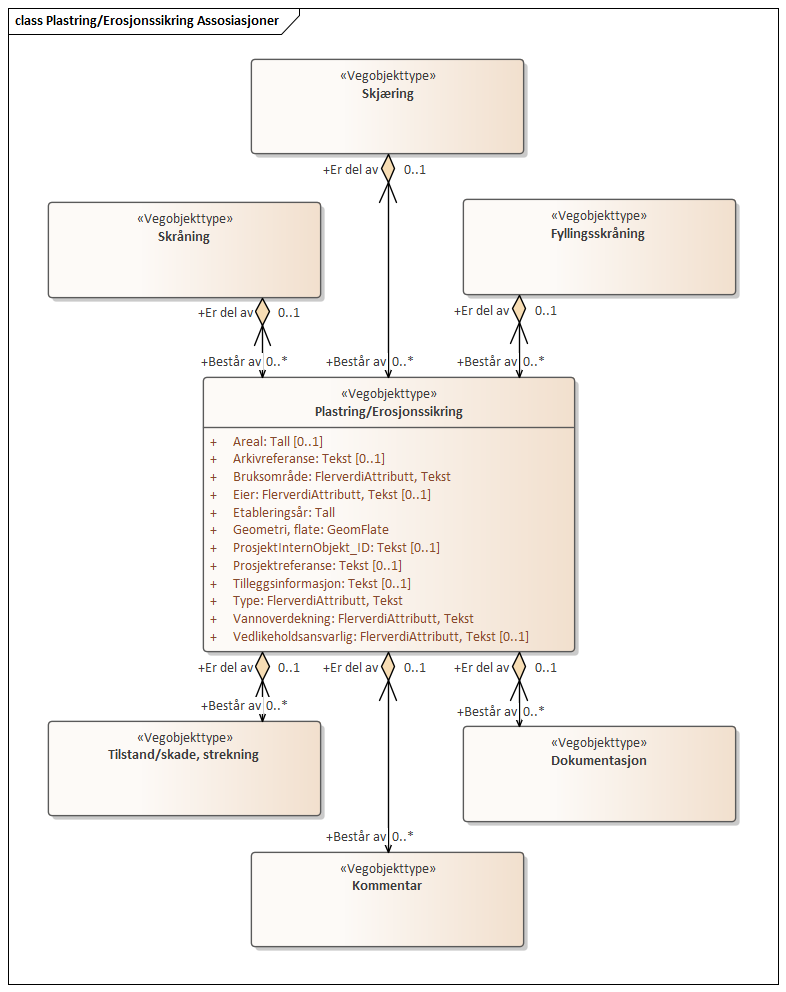 class Plastring/Erosjonssikring Assosiasjoner
«Vegobjekttype»
Skjæring
+Er del av 0..1
«Vegobjekttype»
Skråning
«Vegobjekttype»
Fyllingsskråning
+Er del av 0..1
+Er del av 0..1
+Består av 0..*
+Består av 0..*
+Består av 0..*
«Vegobjekttype»
Plastring/Erosjonssikring
+ Areal: Tall [0..1]
+ Arkivreferanse: Tekst [0..1]
+ Bruksområde: FlerverdiAttributt, Tekst
+ Eier: FlerverdiAttributt, Tekst [0..1]
+ Etableringsår: Tall
+ Geometri, flate: GeomFlate
+ ProsjektInternObjekt_ID: Tekst [0..1]
+ Prosjektreferanse: Tekst [0..1]
+ Tilleggsinformasjon: Tekst [0..1]
+ Type: FlerverdiAttributt, Tekst
+ Vannoverdekning: FlerverdiAttributt, Tekst
+ Vedlikeholdsansvarlig: FlerverdiAttributt, Tekst [0..1]
+Er del av 0..1
+Er del av 0..1
+Er del av 0..1
+Består av 0..*
+Består av 0..*
«Vegobjekttype»
Tilstand/skade, strekning
«Vegobjekttype»
Dokumentasjon
+Består av 0..*
«Vegobjekttype»
Kommentar